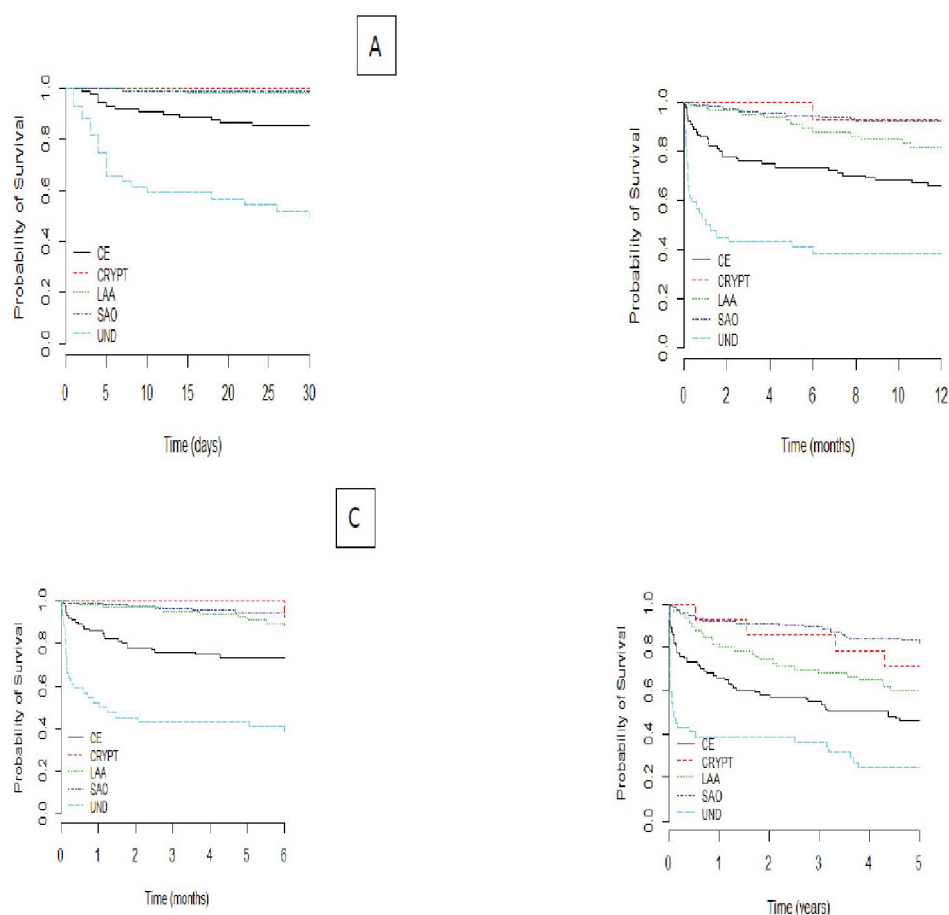 A
Probability of Survival
1.0
0.8
0.6
0.4
0.2
0.0
CE
CRYPT
LAA
SAO
UND
0 5 10 15 20 25 30
Time (days)
Probability of Survival
1.0
0.8
0.6
0.4
0.2
0.0
CE
CRYPT
LAA
SAO
UND
0 2 4 6 8 10 12
Time (months)
C
Probability of Survival
1.0
0.8
0.6
0.4
0.2
0.0
CE
CRYPT
LAA
SAO
UND
0 1 2 3 4 5 6
Time (months)
Probability of Survival
1.0
0.8
0.6
0.4
0.2
0.0
CE
CRYPT
LAA
SAO
UND
0 1 2 3 4 5
Time (years)